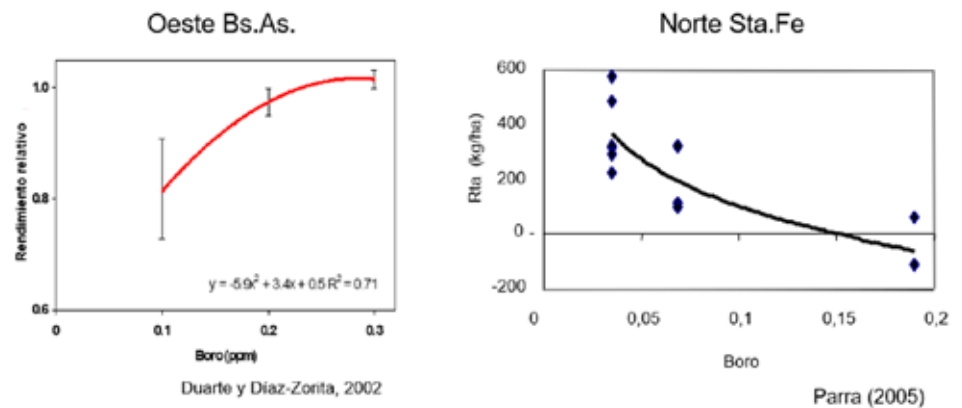 Oeste Bs.As.
Rendimiento relativo
1.0
0.8
0.6
y = -5.9x² + 3.4x + 0.5 R² = 0.71
0 0.1 0.2 0.3
Boro (ppm)
Duarte y Díaz-Zorita, 2002
Norte Sta.Fe
Rta (kg/ha)
600
400
200
0 -
-200
0 0,05 0,1 0,15 0,2
Boro
Parra (2005)